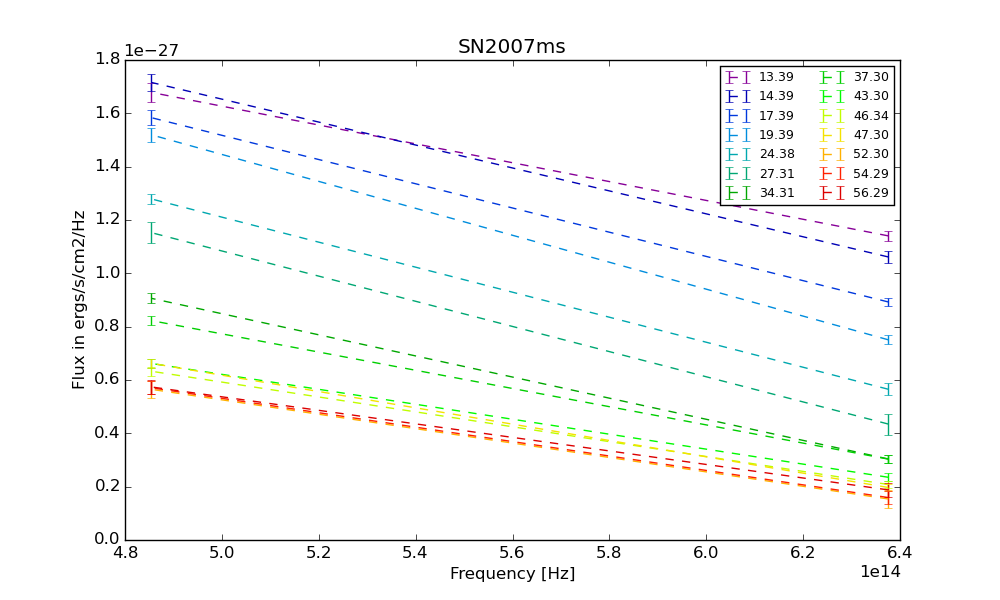 SN2007ms
1e−27
1.8
1.6
1.4
1.2
1.0
0.8
0.6
0.4
0.2
0.0
Flux in ergs/s/cm2/Hz
13.39 37.30
14.39 43.30
17.39 46.34
19.39 47.30
24.38 52.30
27.31 54.29
34.31 56.29
4.8 5.0 5.2 5.4 5.6 5.8 6.0 6.2 6.4
Frequency [Hz]
1e14